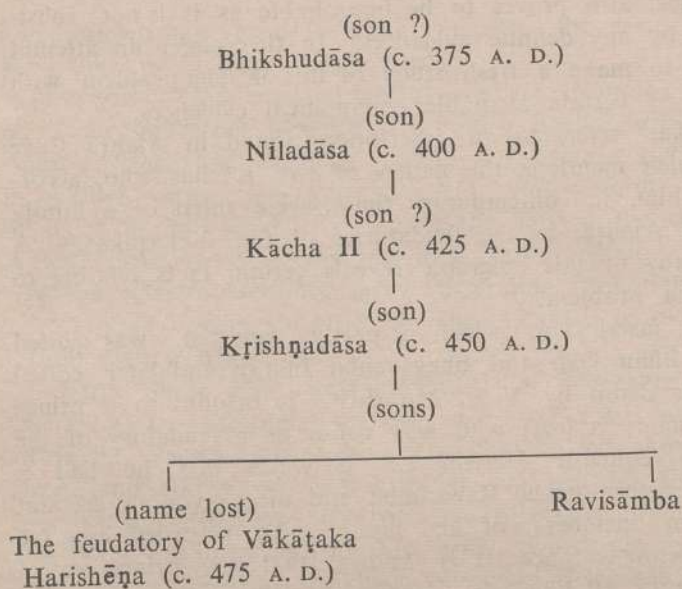 (son ?)
Bhikshudāsa (c. 375 A. D.)
(son)
Nīladāsa (c. 400 A. D.)
(son ?)
Kācha II (c. 425 A. D.)
(son)
Kṛishṇadāsa (c. 450 A. D.)
(sons)
(name lost) Ravisāmba
The feudatory of Vākāṭaka
Harishēṇa (c. 475 A. D.)